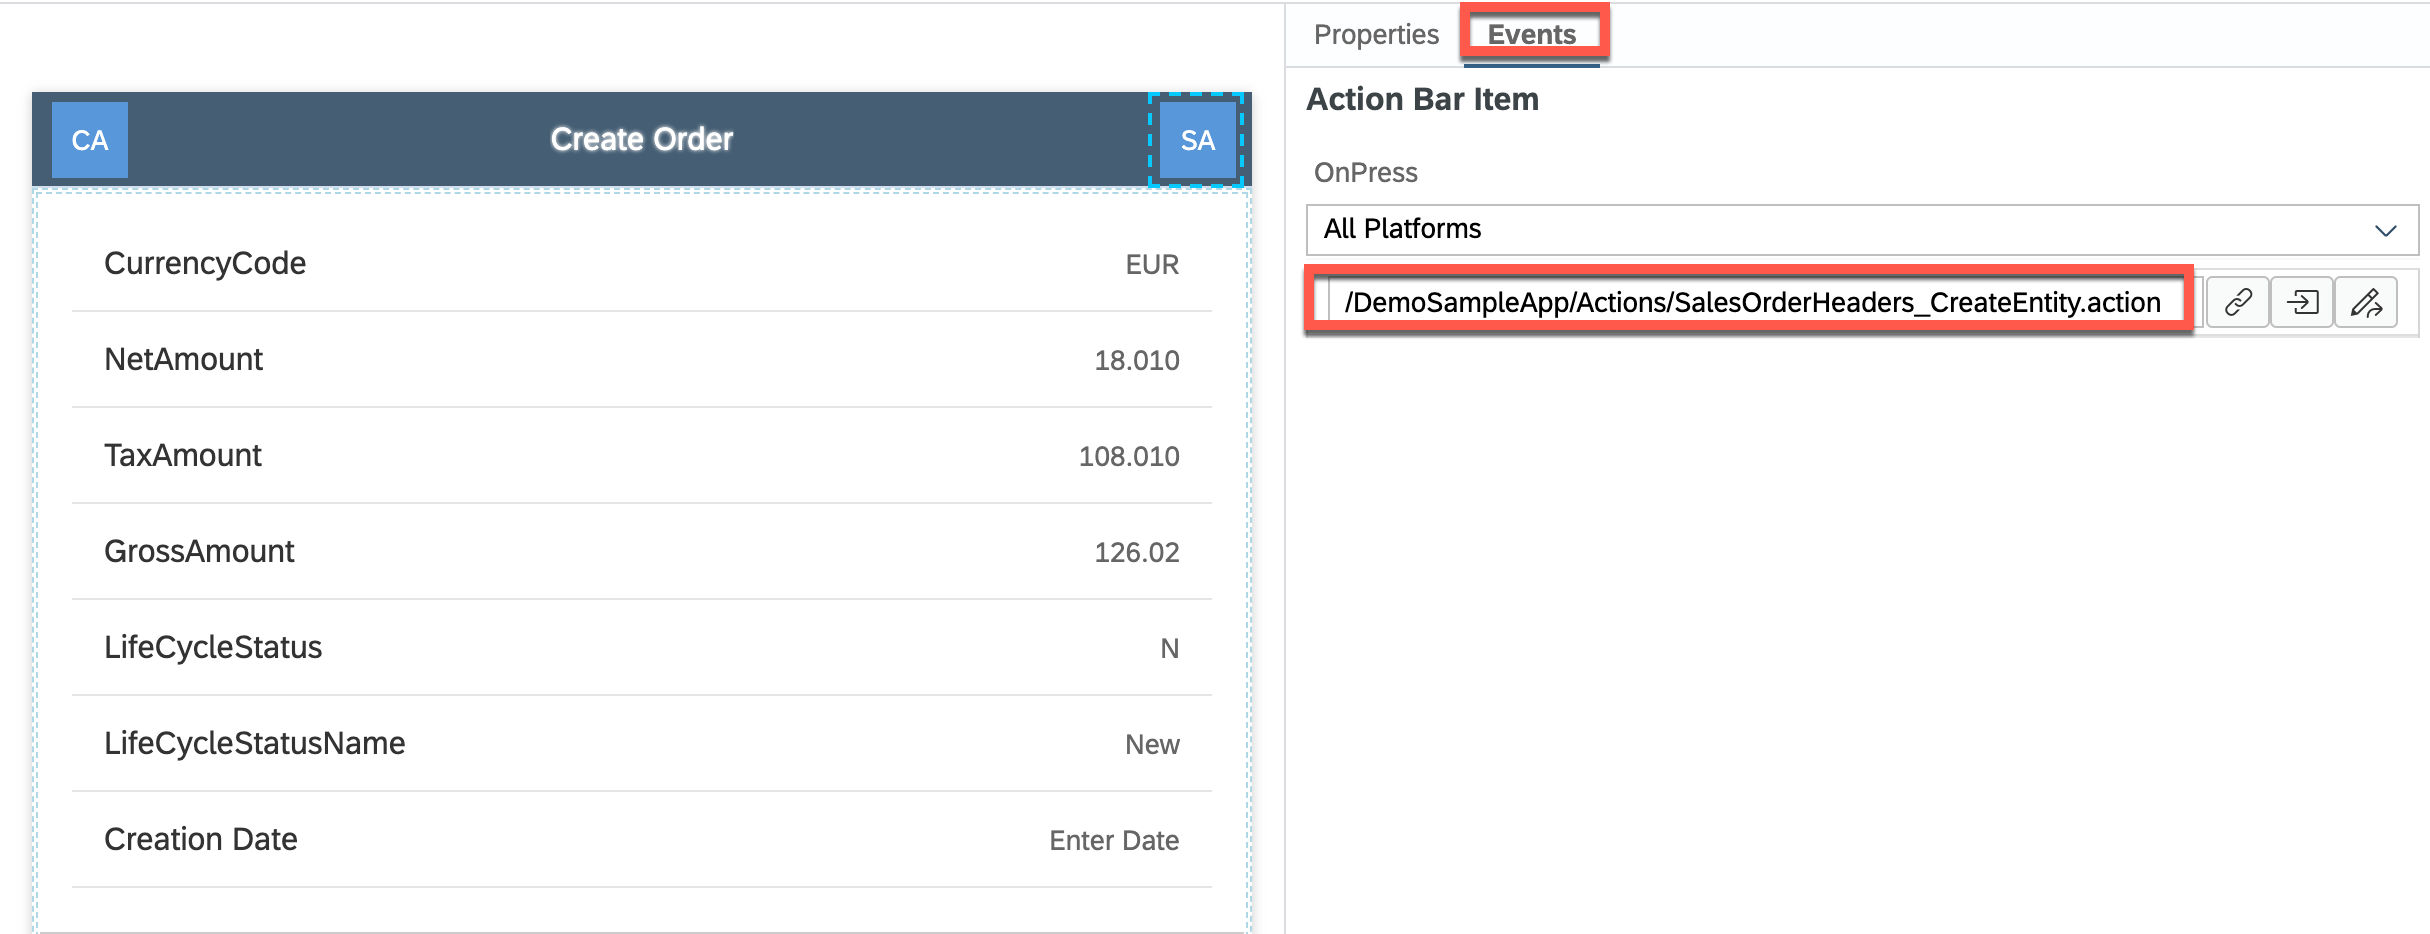 Properties Events
Action Bar Item
OnPress
All Platforms
/DemoSampleApp/Actions/SalesOrderHeaders_CreateEntity.action
CA Create Order SA
CurrencyCode EUR
NetAmount 18.010
TaxAmount 108.010
GrossAmount 126.02
LifeCycleStatus N
LifeCycleStatusName New
Creation Date Enter Date